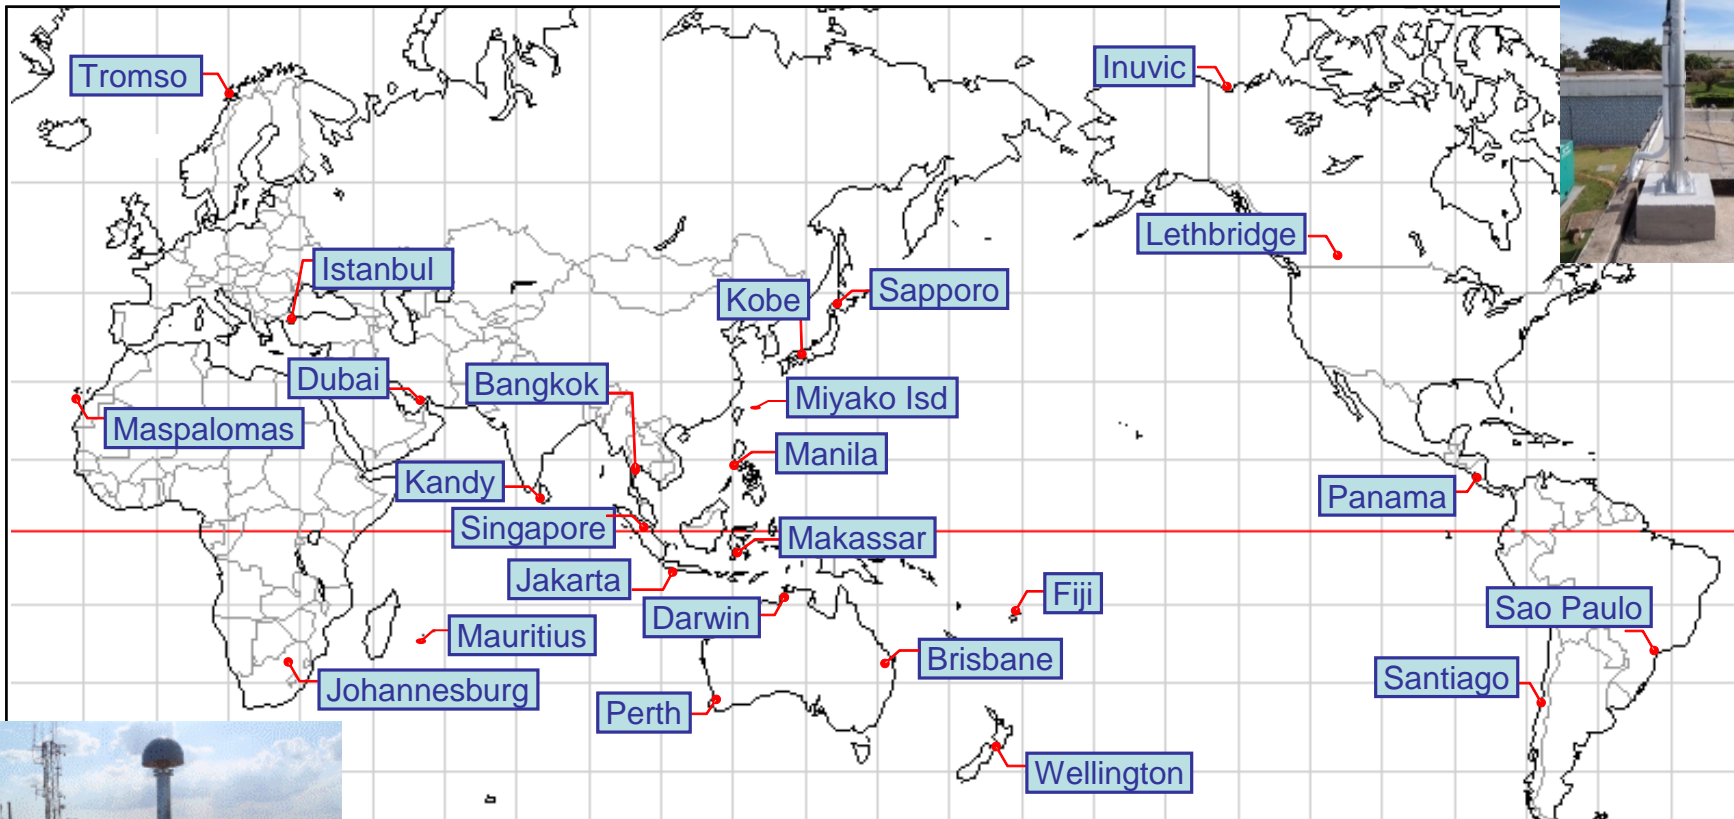 Tromso
Inuvic
Lethbridge
Istanbul
Kobe
Sapporo
Dubai
Bangkok
Miyako Isd
Maspalomas
Manila
Kandy
Panama
Singapore
Makassar
Jakarta
Fiji
Darwin
Sao Paulo
Mauritius
Brisbane
Santiago
Johannesburg
Perth
Wellington